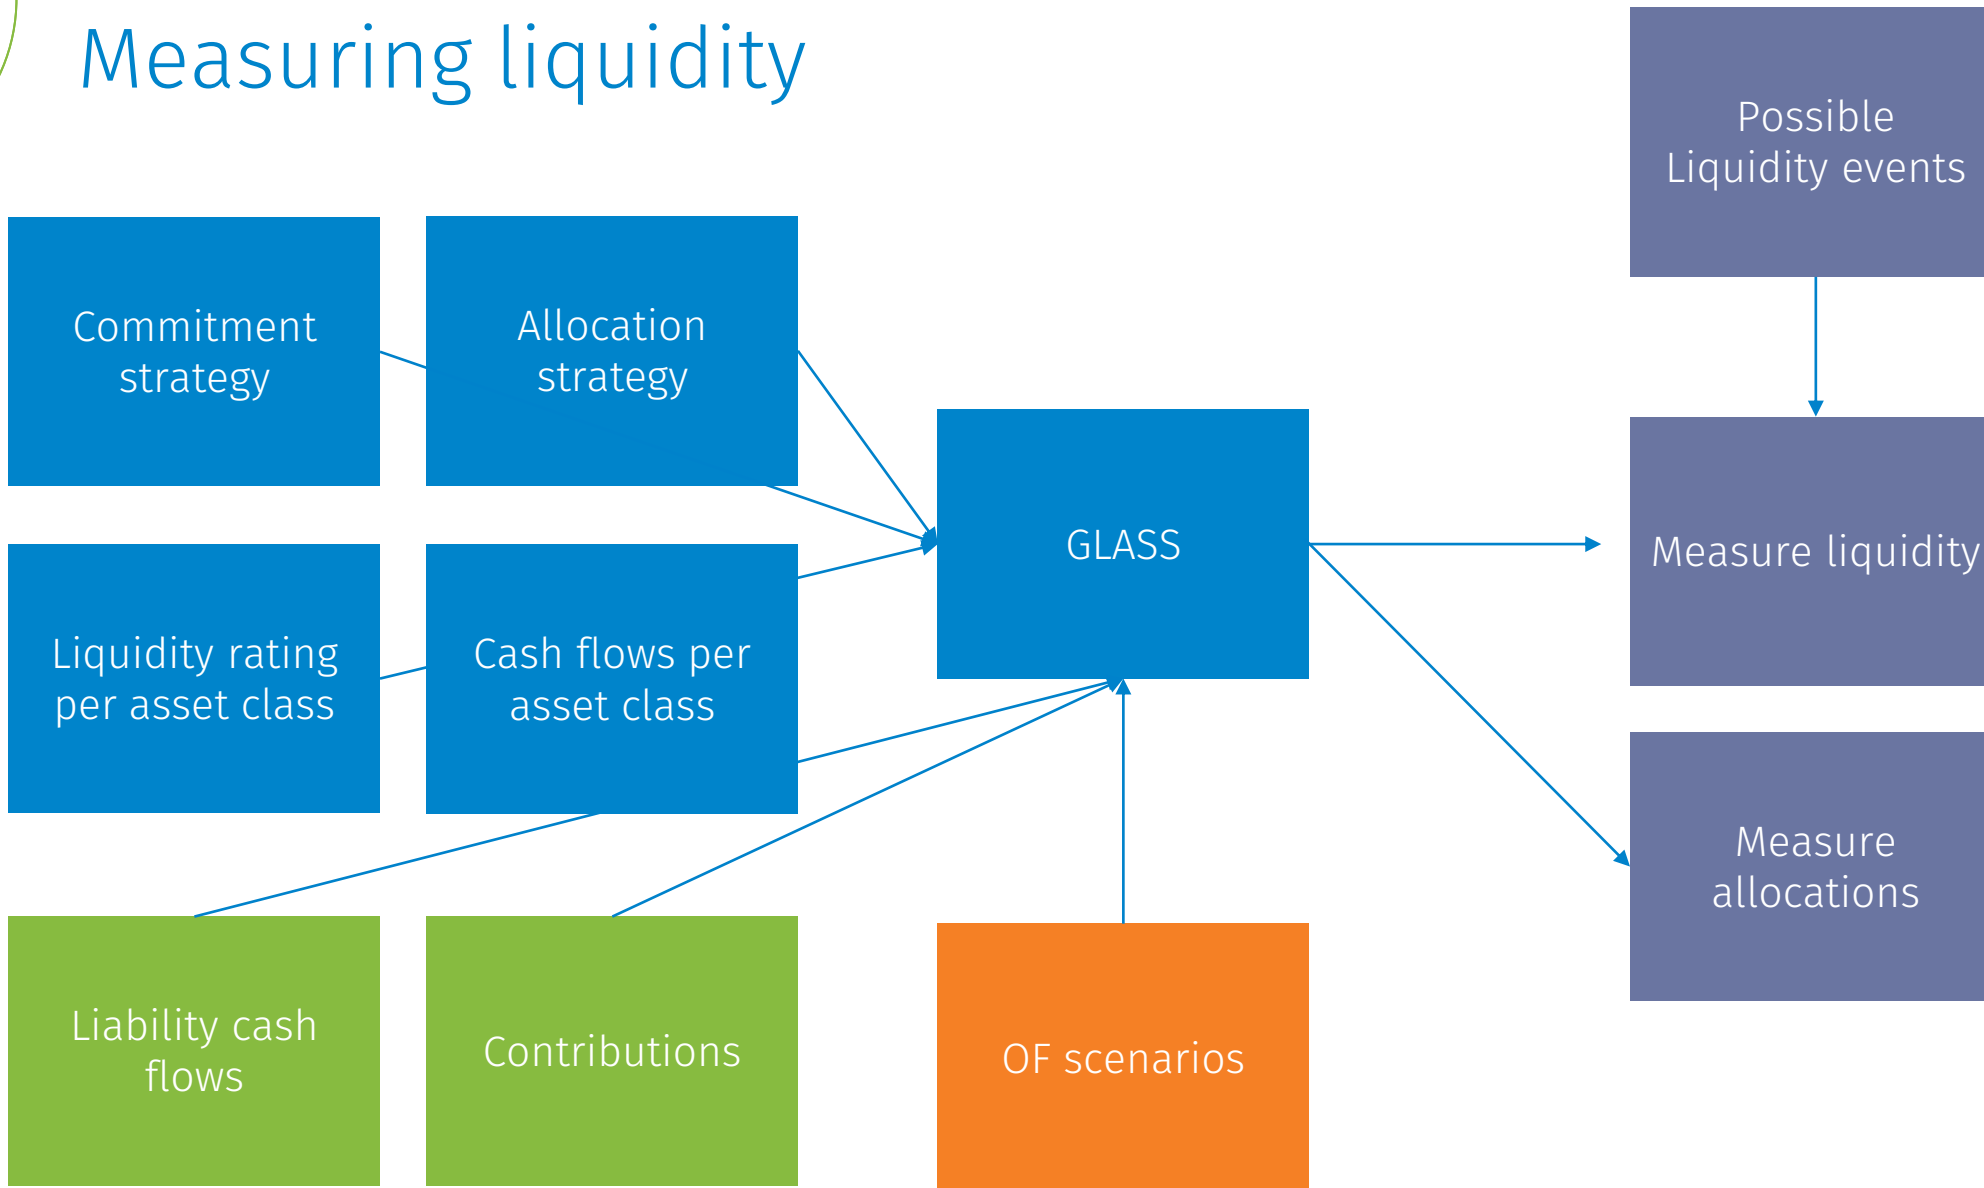 Measuring liquidity
Possible
Liquidity events
Commitment
strategy
Allocation
strategy
GLASS
Measure liquidity
Liquidity rating
per asset class
Cash flows per
asset class
Measure
allocations
Liability cash
flows
Contributions
OF scenarios